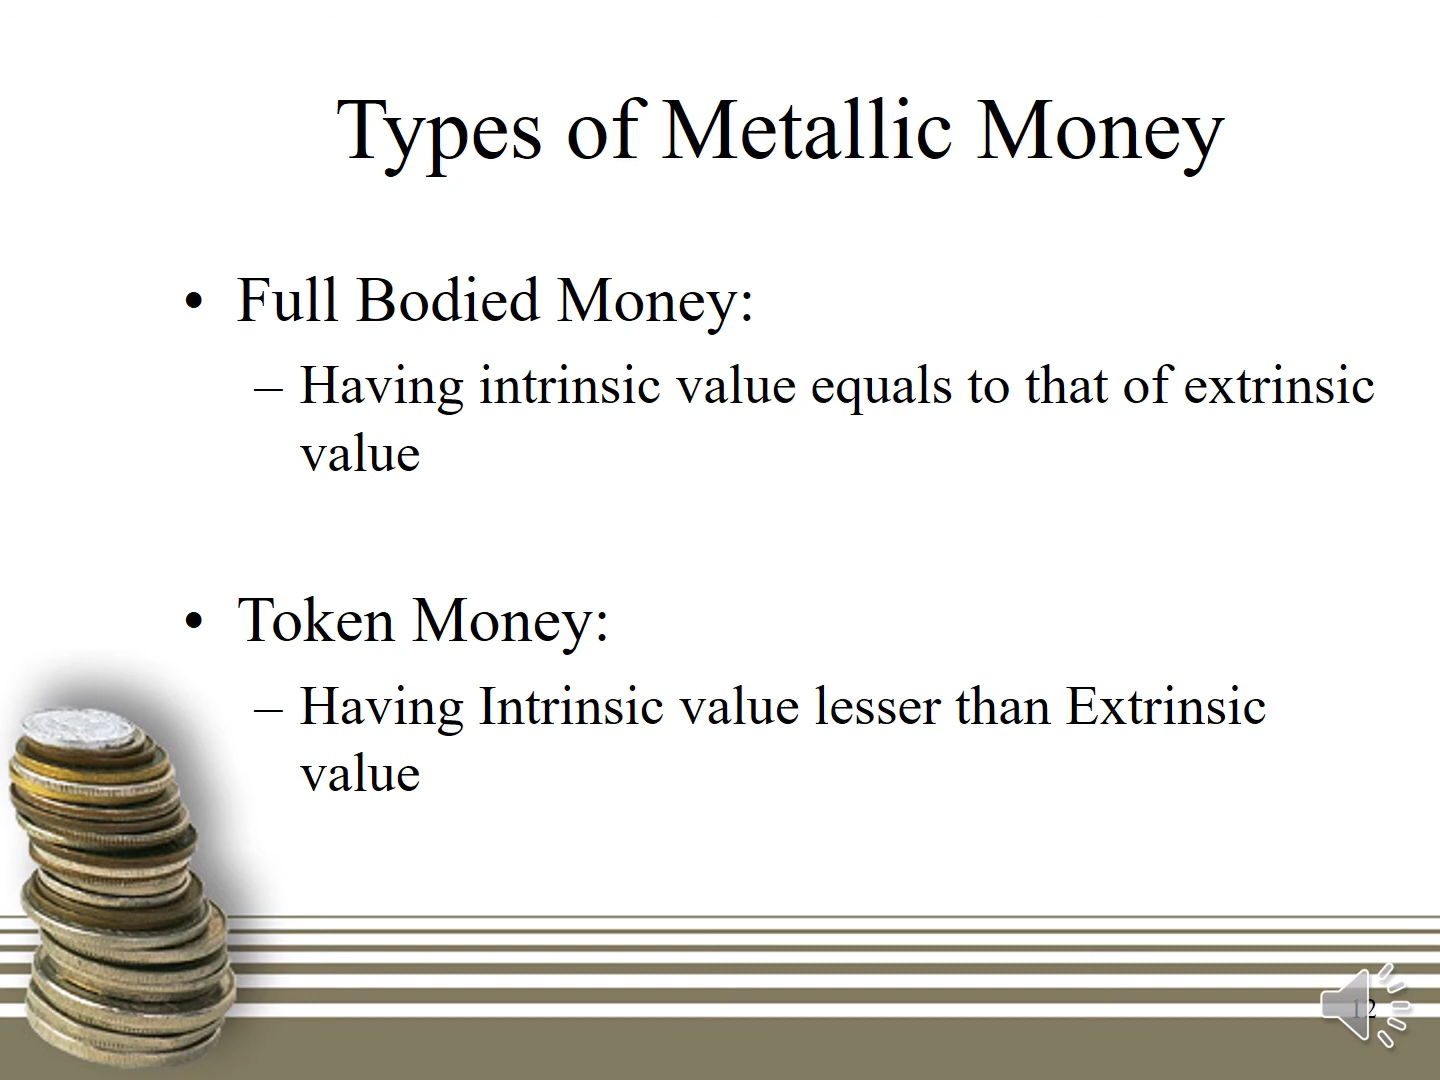 Types of Metallic Money
• Full Bodied Money:
– Having intrinsic value equals to that of extrinsic
value
• Token Money:
– Having Intrinsic value lesser than Extrinsic
value
12